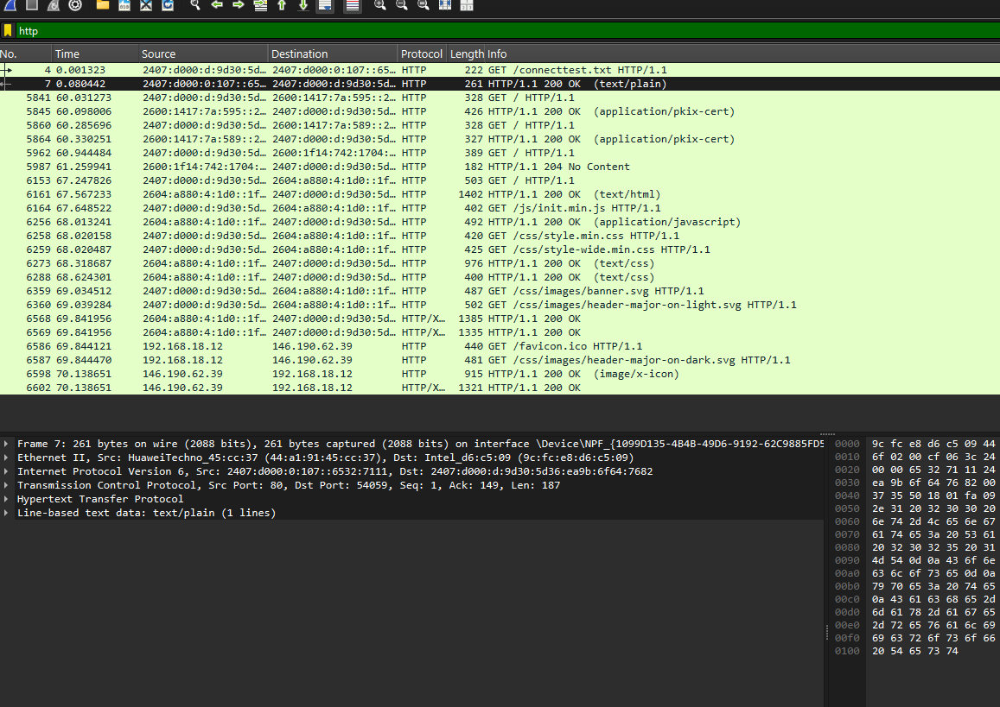 http
No. Time Source Destination Protocol Length Info
4 0.001323 2407:d000:d:9d30:5d… 2407:d000:0:107::65… HTTP 222 GET /connecttest.txt HTTP/1.1
7 0.080442 2407:d000:0:107::65… 2407:d000:d:9d30:5d… HTTP 261 HTTP/1.1 200 OK (text/plain)
5841 60.031273 2407:d000:d:9d30:5d… 2600:1417:7a:595::2… HTTP 328 GET / HTTP/1.1
5845 60.098006 2600:1417:7a:595::2… 2407:d000:d:9d30:5d… HTTP 426 HTTP/1.1 200 OK (application/pkix-cert)
5860 60.285696 2407:d000:d:9d30:5d… 2600:1417:7a:589::2… HTTP 328 GET / HTTP/1.1
5864 60.330251 2600:1417:7a:589::2… 2407:d000:d:9d30:5d… HTTP 327 HTTP/1.1 200 OK (application/pkix-cert)
5962 60.944484 2407:d000:d:9d30:5d… 2600:1f14:742:1704:… HTTP 389 GET / HTTP/1.1
5987 61.259941 2600:1f14:742:1704:… 2407:d000:d:9d30:5d… HTTP 182 HTTP/1.1 204 No Content
6153 67.247826 2407:d000:d:9d30:5d… 2604:a880:4:1d0::1f… HTTP 503 GET / HTTP/1.1
6161 67.567233 2407:d000:d:9d30:5d… 2604:a880:4:1d0::1f… HTTP 1402 HTTP/1.1 200 OK (text/html)
6164 67.648522 2407:d000:d:9d30:5d… 2604:a880:4:1d0::1f… HTTP 402 GET /js/init.min.js HTTP/1.1
6256 68.013241 2604:a880:4:1d0::1f… 2407:d000:d:9d30:5d… HTTP 492 HTTP/1.1 200 OK (application/javascript)
6258 68.020158 2407:d000:d:9d30:5d… 2604:a880:4:1d0::1f… HTTP 420 GET /css/style.min.css HTTP/1.1
6259 68.020487 2407:d000:d:9d30:5d… 2604:a880:4:1d0::1f… HTTP 425 GET /css/style-wide.min.css HTTP/1.1
6273 68.318687 2604:a880:4:1d0::1f… 2407:d000:d:9d30:5d… HTTP 976 HTTP/1.1 200 OK (text/css)
6288 68.624301 2604:a880:4:1d0::1f… 2407:d000:d:9d30:5d… HTTP 400 HTTP/1.1 200 OK (text/css)
6359 69.034512 2407:d000:d:9d30:5d… 2604:a880:4:1d0::1f… HTTP 487 GET /css/images/banner.svg HTTP/1.1
6360 69.039284 2407:d000:d:9d30:5d… 2604:a880:4:1d0::1f… HTTP 502 GET /css/images/header-major-on-light.svg HTTP/1.1
6568 69.841956 2604:a880:4:1d0::1f… 2407:d000:d:9d30:5d… HTTP/X… 1385 HTTP/1.1 200 OK
6569 69.841956 2604:a880:4:1d0::1f… 2407:d000:d:9d30:5d… HTTP/X… 1335 HTTP/1.1 200 OK
6586 69.844121 192.168.18.12 146.190.62.39 HTTP 440 GET /favicon.ico HTTP/1.1
6587 69.844470 192.168.18.12 146.190.62.39 HTTP 481 GET /css/images/header-major-on-dark.svg HTTP/1.1
6598 70.138651 146.190.62.39 192.168.18.12 HTTP 915 HTTP/1.1 200 OK (image/x-icon)
6602 70.138651 146.190.62.39 192.168.18.12 HTTP/X… 1321 HTTP/1.1 200 OK
Frame 7: 261 bytes on wire (2088 bits), 261 bytes captured (2088 bits) on interface \Device\NPF_{1099D135-4B4B-49D6-9192-62C9885FD5
Ethernet II, Src: HuaweiTechno_45:cc:37 (44:a1:91:45:cc:37), Dst: Intel_d6:c5:09 (9c:fc:e8:d6:c5:09)
Internet Protocol Version 6, Src: 2407:d000:0:107::6532:7111, Dst: 2407:d000:d:9d30:5d36:ea9b:6f64:7682
Transmission Control Protocol, Src Port: 80, Dst Port: 54059, Seq: 1, Ack: 149, Len: 187
Hypertext Transfer Protocol
Line-based text data: text/plain (1 lines)
0000 9c fc e8 d6 c5 09 44
0010 6f 02 00 cf 06 3c 24
0020 00 00 65 32 71 11 24
0030 ea 9b 6f 64 76 82 00
0040 37 35 50 18 01 fa 09
0050 2e 31 20 32 30 30 20
0060 6e 74 2d 4c 65 6e 67
0070 61 74 65 3a 20 53 61
0080 20 32 30 32 35 20 31
0090 4d 54 0d 0a 43 6f 6e
00a0 63 6c 6f 73 65 0d 0a
00b0 79 70 65 3a 20 74 65
00c0 0a 43 61 63 68 65 2d
00d0 6d 61 78 2d 61 67 65
00e0 2d 72 65 76 61 6c 69
00f0 69 63 72 6f 73 6f 66
0100 20 54 65 73 74